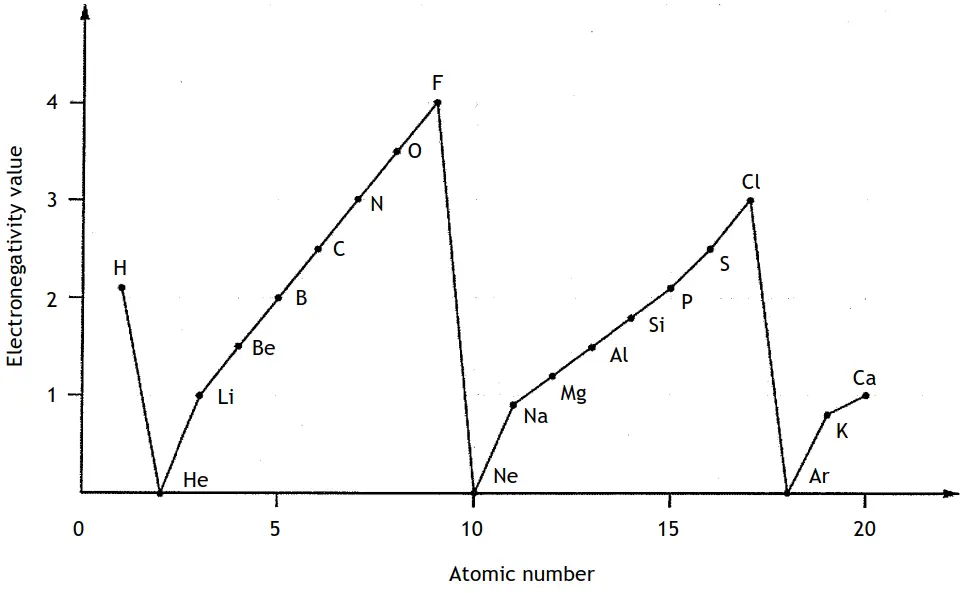 Electronegativity value
4
3
2
1
H
He
Li
Be
B
C
N
O
F
Ne
Na
Mg
Al
Si
P
S
Cl
Ar
K
Ca
0 5 10 15 20
Atomic number